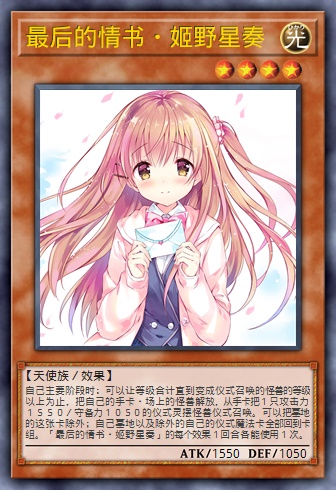 最后的情书・姬野星奏
光
【天使族／效果】
自己主要阶段时：可以让等级合计直到变成仪式召唤的怪兽的等级
以上为止，把自己的手卡・场上的怪兽解放，从手卡把1只攻击力
1550/守备力1050的仪式灵摆怪兽仪式召唤。可以把墓地
的这张卡除外；自己墓地以及除外的自己的仪式魔法卡全部回到卡
组。「最后的情书・姬野星奏」的每个效果1回合各能使用1次。
ATK/1550 DEF/1050